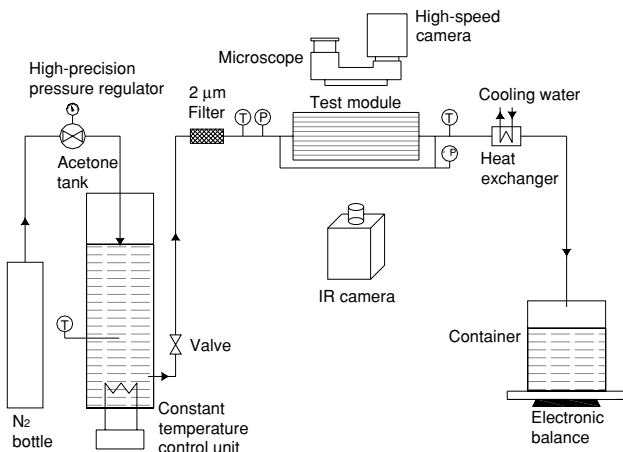 High-speed
camera
Microscope
High-precision
pressure regulator
2 μm
Filter
Test module
Cooling water
T
P
T
P
Acetone
tank
Heat
exchanger
IR camera
T
Valve
Container
N2
bottle
Constant
temperature
control unit
Electronic
balance